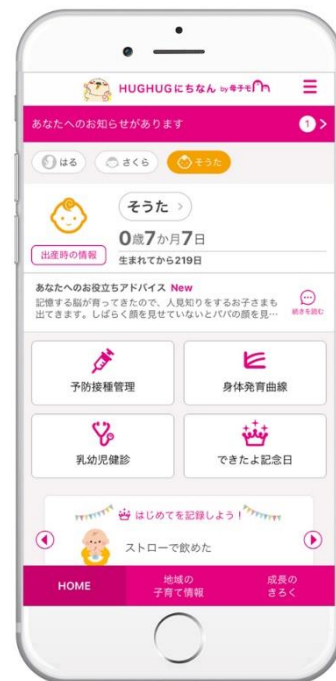 HUGHUGにちなん by 母子モ
あなたへのお知らせがあります 1
はる さくら そうた
そうた
0歳7か月7日
出産時の情報
生まれてから219日
あなたへのお役立ちアドバイス New
記憶する脳が育ってきたので、人見知りをするお子さまも
出てきます。しばらく顔を見せていないとパパの顔を見…
続きを読む
予防接種管理 身体発育曲線
乳幼児健診 できたよ記念日
はじめてを記録しよう!
ストローで飲めた
HOME 地域の
子育て情報 成長の
きろく